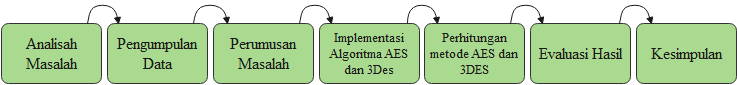 Analisah
Masalah
Pengumpulan
Data
Perumusan
Masalah
Implementasi
Algoritma AES
dan 3Des
Perhitungan
metode AES dan
3DES
Evaluasi Hasil
Kesimpulan